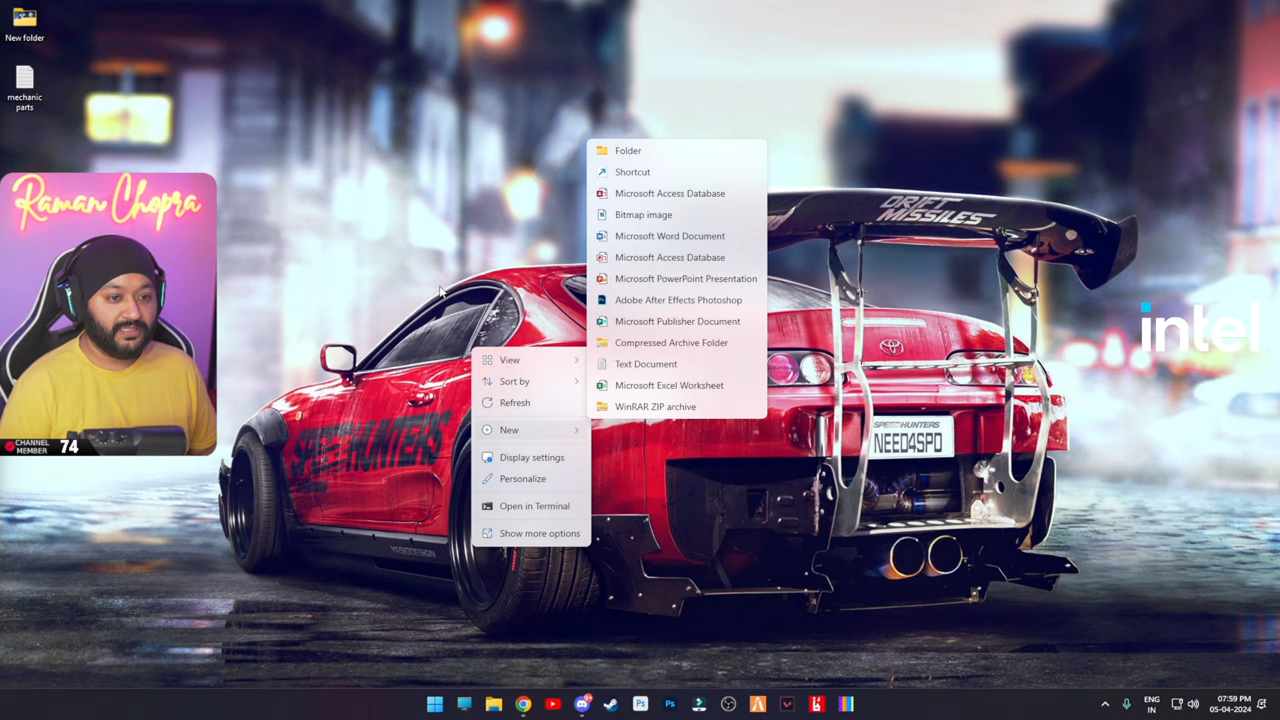 New folder
mechanic
parts
Raman Chopra
CHANNEL
MEMBER
74
Folder
Shortcut
Microsoft Access Database
Bitmap image
Microsoft Word Document
Microsoft Access Database
Microsoft PowerPoint Presentation
Adobe After Effects Photoshop
Microsoft Publisher Document
Compressed Archive Folder
Text Document
Microsoft Excel Worksheet
WinRAR ZIP archive
View
Sort by
Refresh
New
Display settings
Personalize
Open in Terminal
Show more options
DRIFT
MISSILES
intel
SPEEDHUNTERS
SPEEDHUNTERS
NEED4SPD
ENG
IN
07:59 PM
05-04-2024